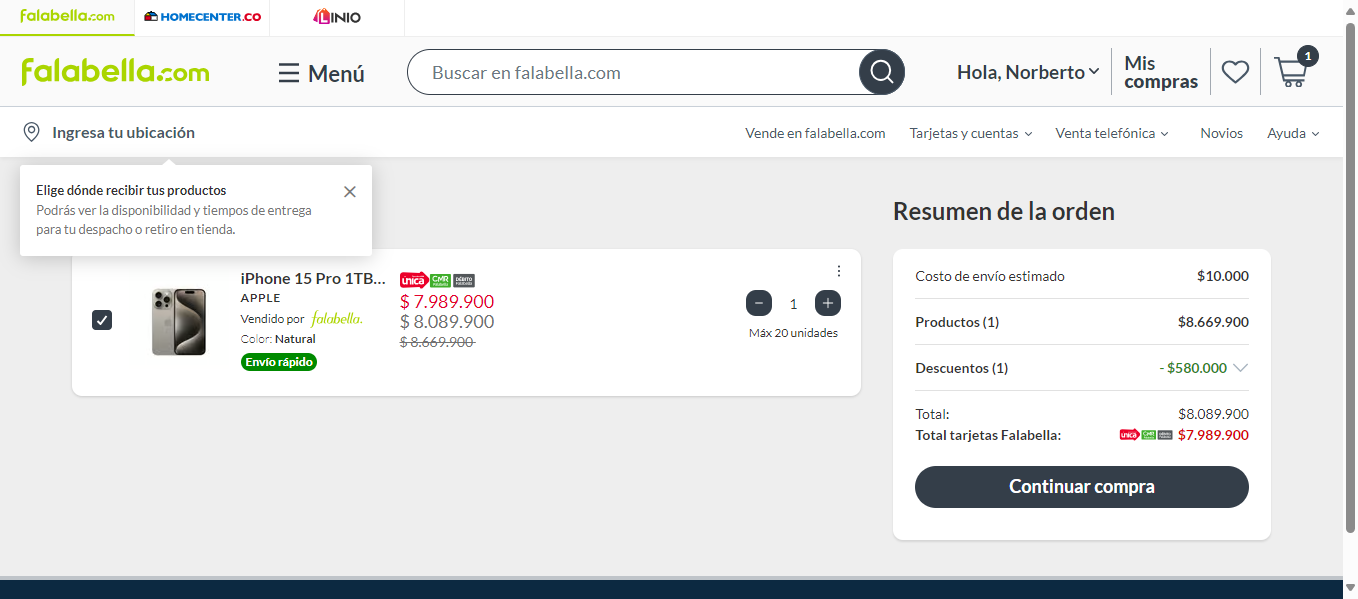 falabella.com
HOMECENTER.CO
LINIO
falabella.com
Menú
Buscar en falabella.com
Hola, Norberto
Mis
compras
1
Ingresa tu ubicación
Vende en falabella.com
Tarjetas y cuentas
Venta telefónica
Novios
Ayuda
Elige dónde recibir tus productos
Podrás ver la disponibilidad y tiempos de entrega
para tu despacho o retiro en tienda.
iPhone 15 Pro 1TB...
APPLE
Vendido por falabella.
Color: Natural
Envío rápido
única CMR
$ 7.989.900
$ 8.089.900
$ 8.669.900
1
Máx 20 unidades
Resumen de la orden
Costo de envío estimado $10.000
Productos (1) $8.669.900
Descuentos (1) - $580.000
Total: $8.089.900
Total tarjetas Falabella: única CMR $7.989.900
Continuar compra